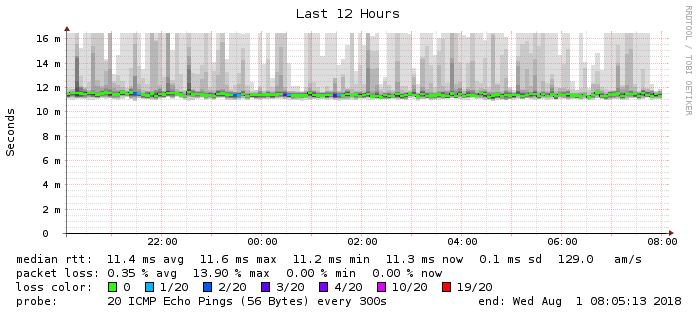 Last 12 Hours
RRDTOOL / TOBI OETIKER
Seconds
16 m
14 m
12 m
10 m
8 m
6 m
4 m
2 m
0
22:00 00:00 02:00 04:00 06:00 08:00
median rtt: 11.4 ms avg 11.6 ms max 11.2 ms min 11.3 ms now 0.1 ms sd 129.0 am/s
packet loss: 0.35 % avg 13.90 % max 0.00 % min 0.00 % now
loss color: 0 1/20 2/20 3/20 4/20 10/20 19/20
probe: 20 ICMP Echo Pings (56 Bytes) every 300s end: Wed Aug 1 08:05:13 2018